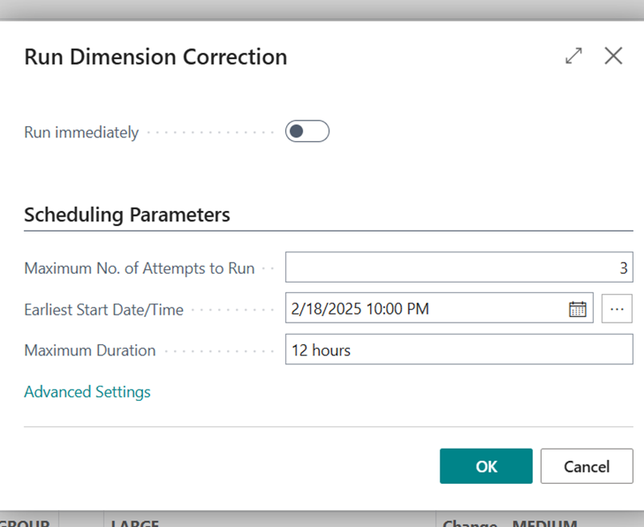 Run Dimension Correction
Run immediately
Scheduling Parameters
Maximum No. of Attempts to Run 3
Earliest Start Date/Time 2/18/2025 10:00 PM ...
Maximum Duration 12 hours
Advanced Settings
OK Cancel
GROUP LARGE Change MEDIUM